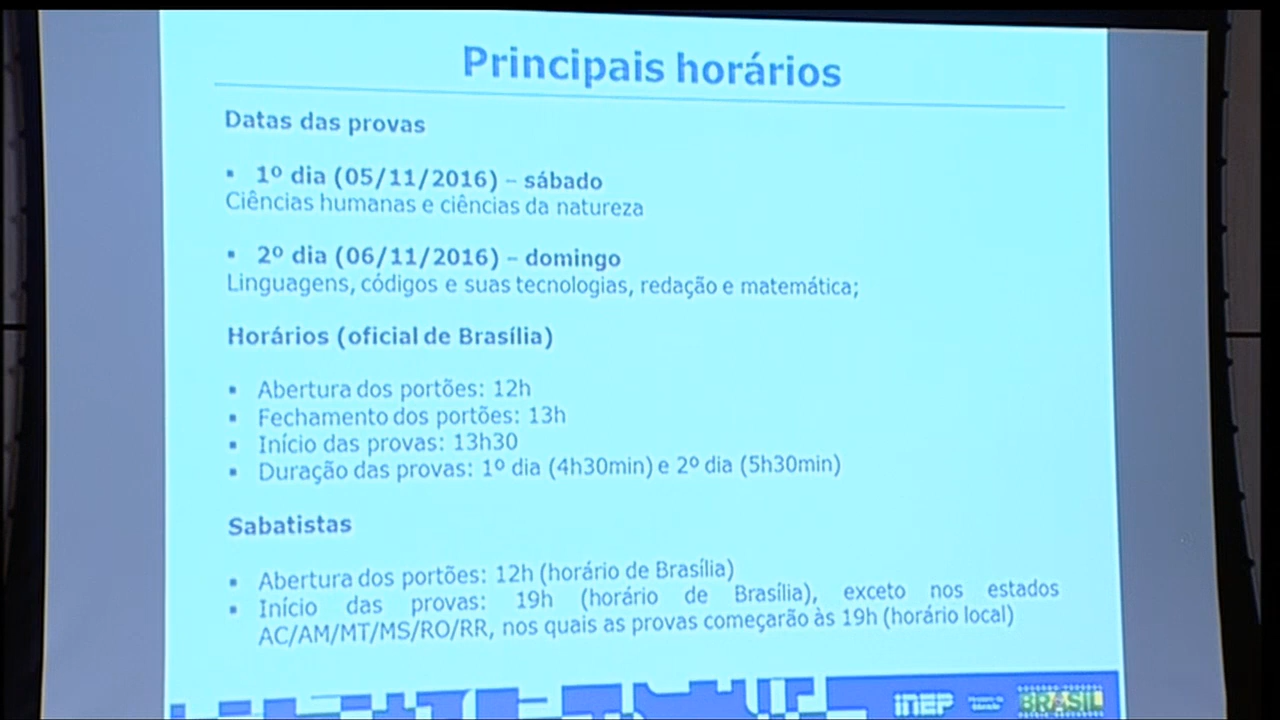 Principais horários
Datas das provas
▪ 1º dia (05/11/2016) – sábado
Ciências humanas e ciências da natureza
▪ 2º dia (06/11/2016) – domingo
Linguagens, códigos e suas tecnologias, redação e matemática;
Horários (oficial de Brasília)
▪ Abertura dos portões: 12h
▪ Fechamento dos portões: 13h
▪ Início das provas: 13h30
▪ Duração das provas: 1º dia (4h30min) e 2º dia (5h30min)
Sabatistas
▪ Abertura dos portões: 12h (horário de Brasília)
▪ Início das provas: 19h (horário de Brasília), exceto nos estados
AC/AM/MT/MS/RO/RR, nos quais as provas começarão às 19h (horário local)
INEP
BRASIL